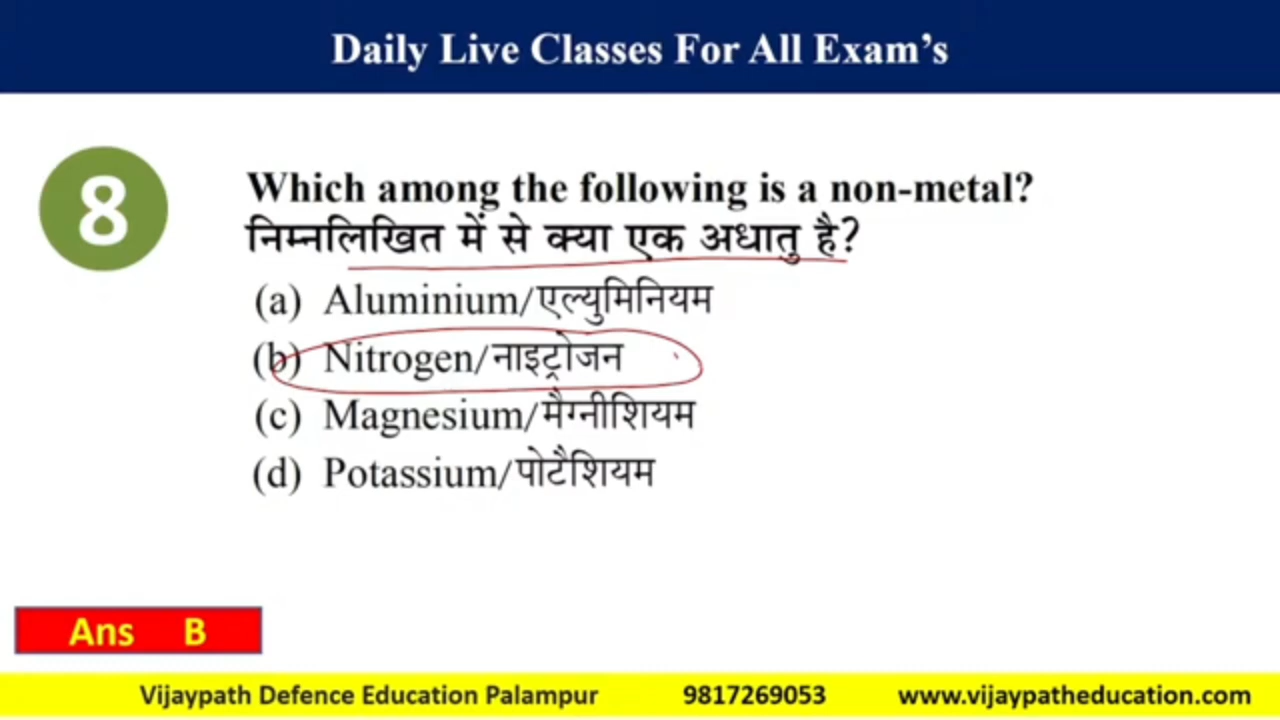 Daily Live Classes For All Exam's
8
Which among the following is a non-metal?
निम्नलिखित में से क्या एक अधातु है?
(a) Aluminium/एल्युमिनियम
(b) Nitrogen/नाइट्रोजन
(c) Magnesium/मैग्नीशियम
(d) Potassium/पोटैशियम
Ans B
Vijaypath Defence Education Palampur 9817269053 www.vijaypatheducation.com